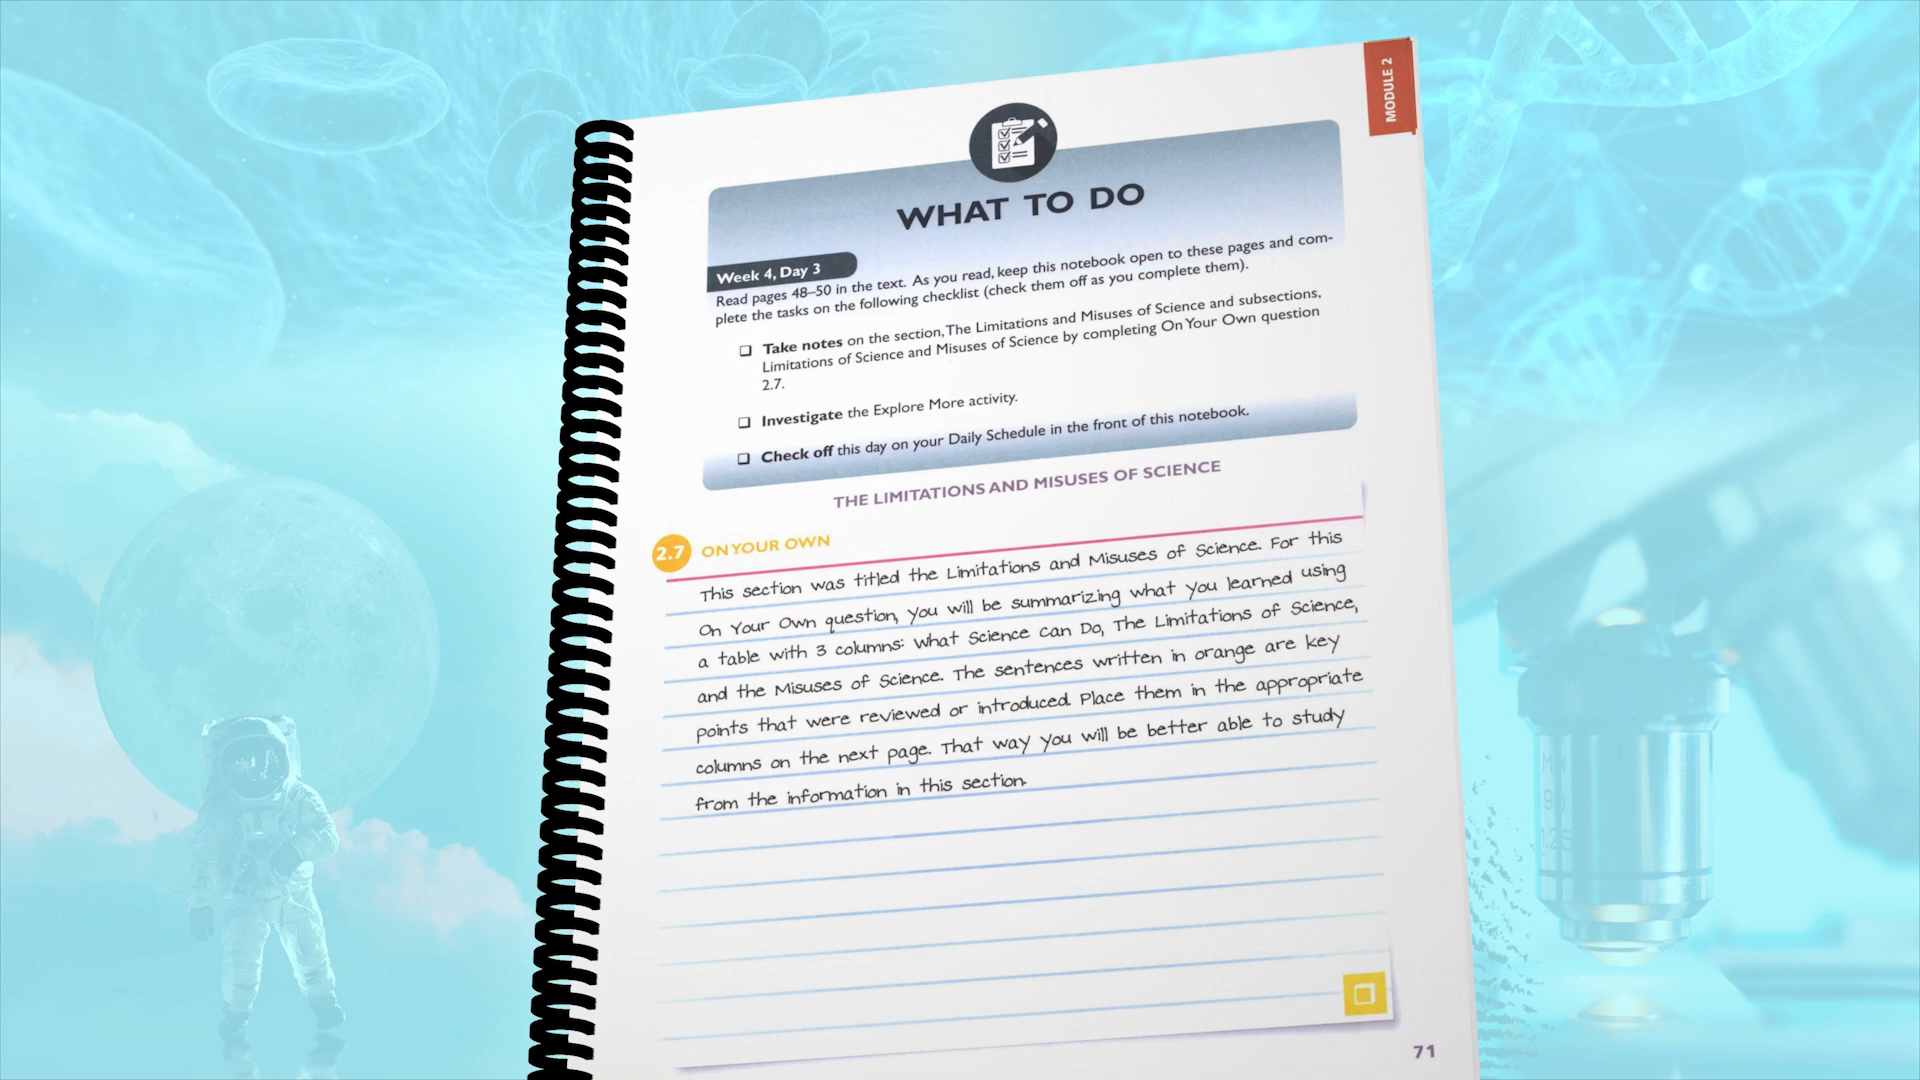 MODULE 2
WHAT TO DO
Week 4, Day 3
Read pages 48–50 in the text. As you read, keep this notebook open to these pages and com-
plete the tasks on the following checklist (check them off as you complete them).
Take notes on the section, The Limitations and Misuses of Science and subsections,
Limitations of Science and Misuses of Science by completing On Your Own question
2.7.
Investigate the Explore More activity.
Check off this day on your Daily Schedule in the front of this notebook.
THE LIMITATIONS AND MISUSES OF SCIENCE
2.7 ON YOUR OWN
This section was titled the Limitations and Misuses of Science. For this
On Your Own question, you will be summarizing what you learned using
a table with 3 columns: What Science Can Do, The Limitations of Science,
and the Misuses of Science. The sentences written in orange are key
points that were reviewed or introduced. Place them in the appropriate
columns on the next page. That way you will be better able to study
from the information in this section.
71